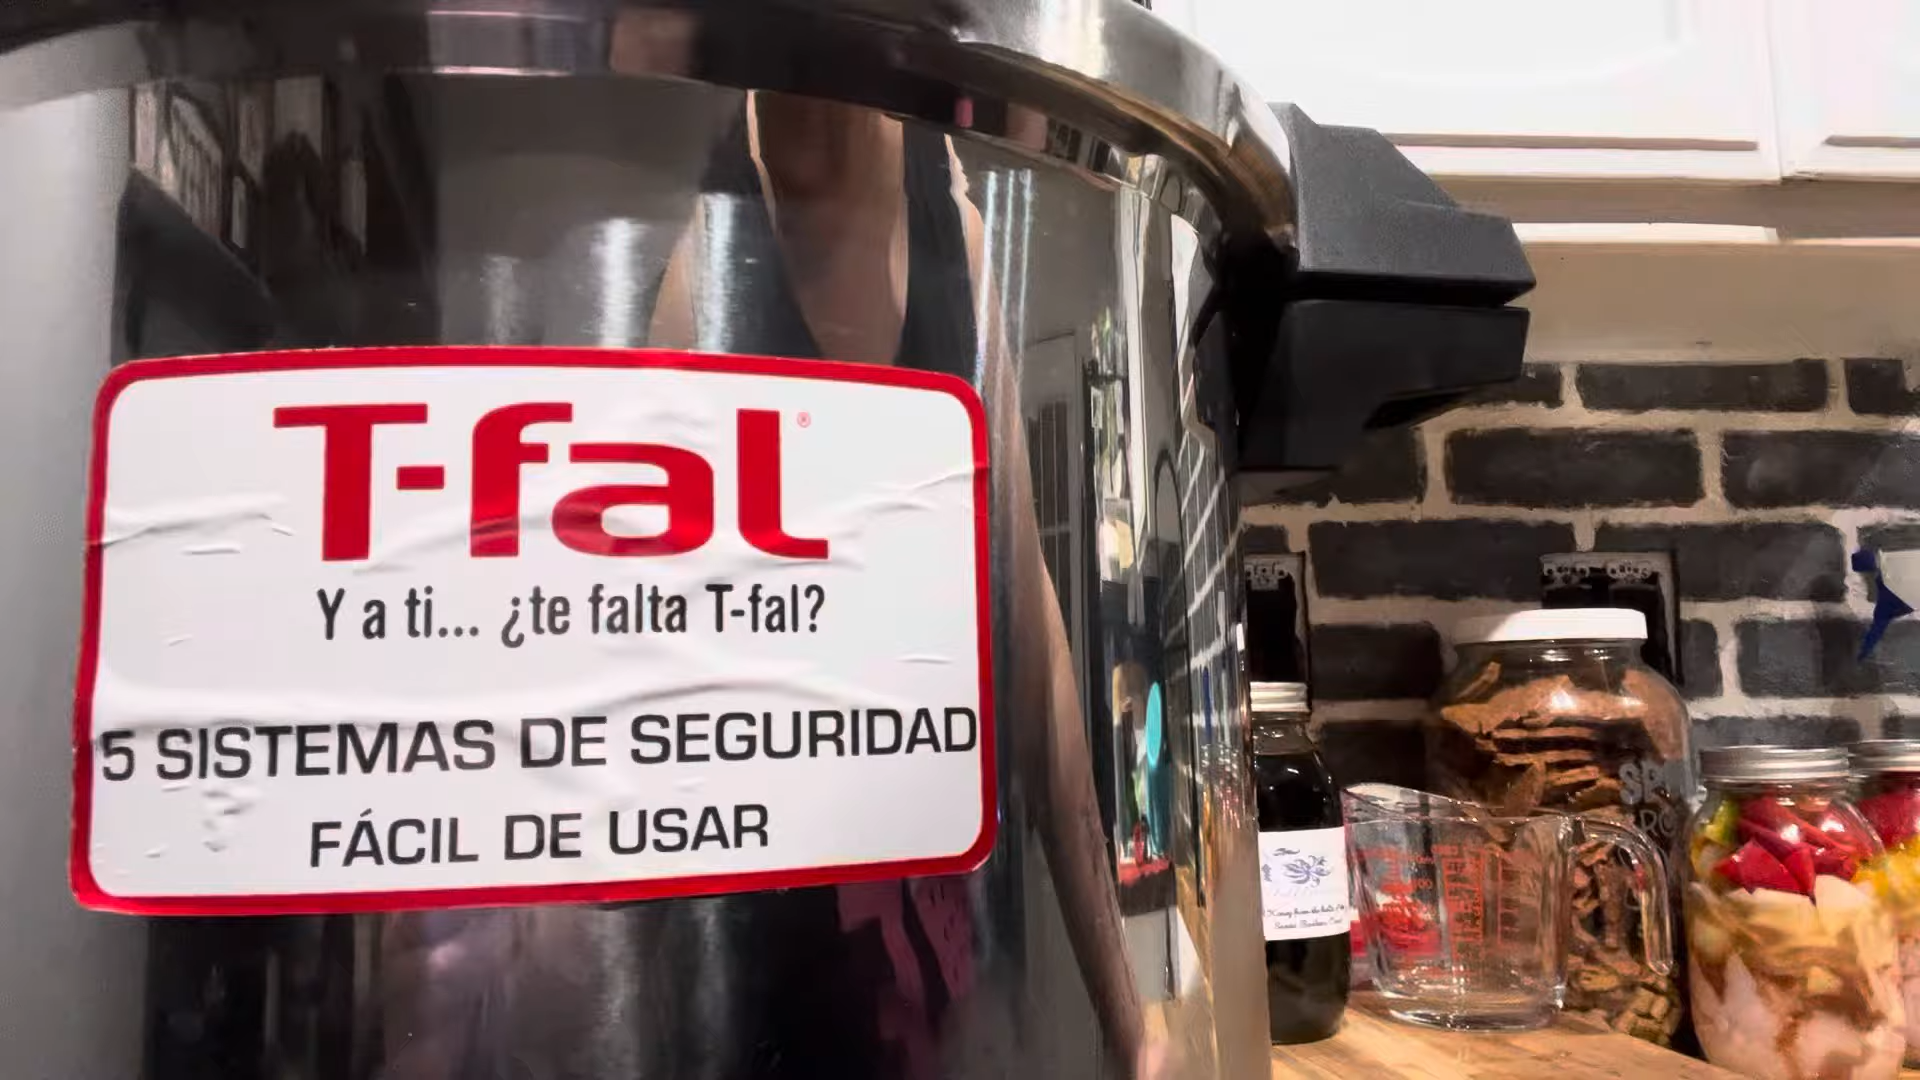 T-fal®
Y a ti... ¿te falta T-fal?
5 SISTEMAS DE SEGURIDAD
FÁCIL DE USAR